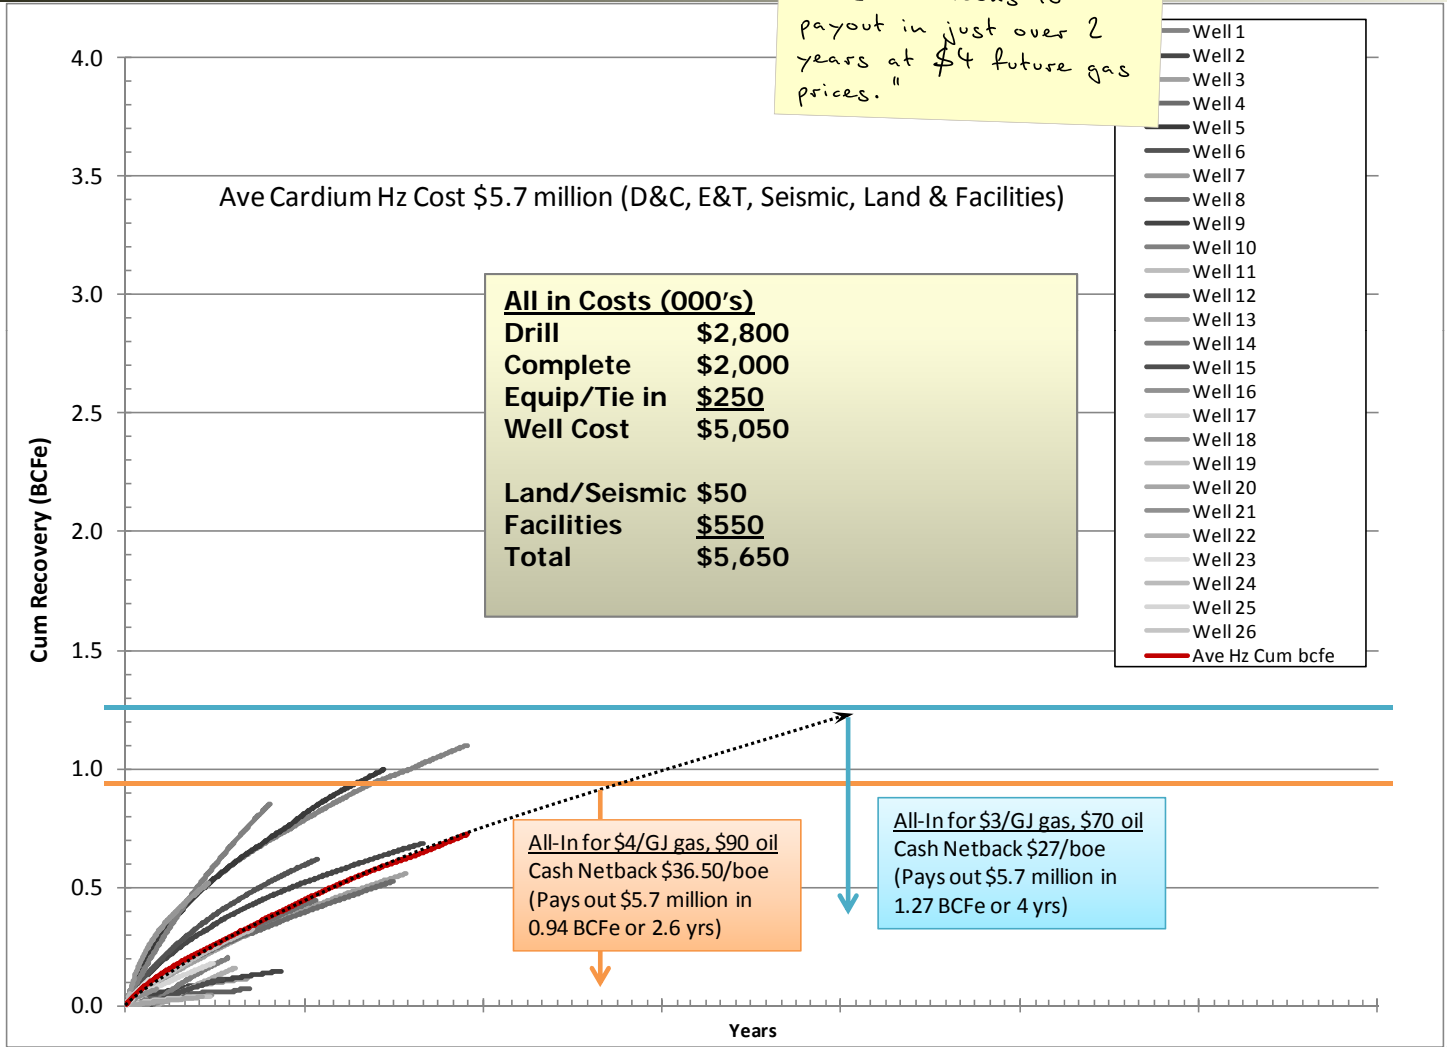 payout in just over 2
years at $4 future gas
prices."
Ave Cardium Hz Cost $5.7 million (D&C, E&T, Seismic, Land & Facilities)
All in Costs (000's)
Drill $2,800
Complete $2,000
Equip/Tie in $250
Well Cost $5,050
Land/Seismic $50
Facilities $550
Total $5,650
Well 1
Well 2
Well 3
Well 4
Well 5
Well 6
Well 7
Well 8
Well 9
Well 10
Well 11
Well 12
Well 13
Well 14
Well 15
Well 16
Well 17
Well 18
Well 19
Well 20
Well 21
Well 22
Well 23
Well 24
Well 25
Well 26
Ave Hz Cum bcfe
Cum Recovery (BCFe)
4.0
3.5
3.0
2.5
2.0
1.5
1.0
0.5
0.0
All-In for $4/GJ gas, $90 oil
Cash Netback $36.50/boe
(Pays out $5.7 million in
0.94 BCFe or 2.6 yrs)
All-In for $3/GJ gas, $70 oil
Cash Netback $27/boe
(Pays out $5.7 million in
1.27 BCFe or 4 yrs)
Years